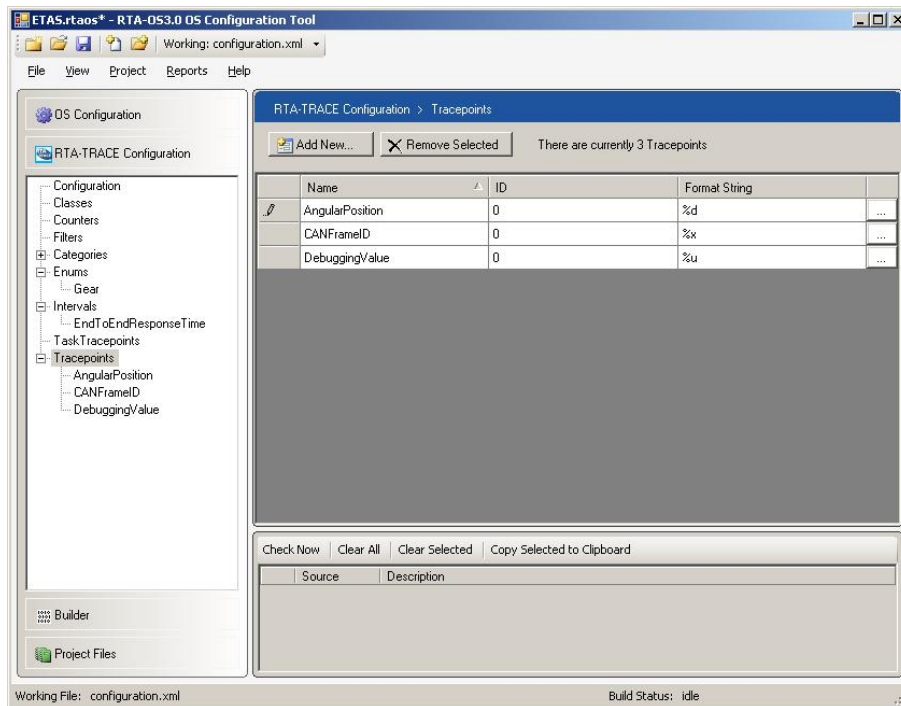 ETAS.rtaos* - RTA-OS3.0 OS Configuration Tool
Working: configuration.xml
File View Project Reports Help
OS Configuration
RTA-TRACE Configuration
Configuration
Classes
Counters
Filters
Categories
Enums
Gear
Intervals
EndToEndResponseTime
TaskTracepoints
Tracepoints
AngularPosition
CANFrameID
DebuggingValue
Builder
Project Files
RTA-TRACE Configuration > Tracepoints
Add New... Remove Selected There are currently 3 Tracepoints
Name ID Format String
AngularPosition 0 %d ...
CANFrameID 0 %x ...
DebuggingValue 0 %u ...
Check Now Clear All Clear Selected Copy Selected to Clipboard
Source Description
Working File: configuration.xml Build Status: idle